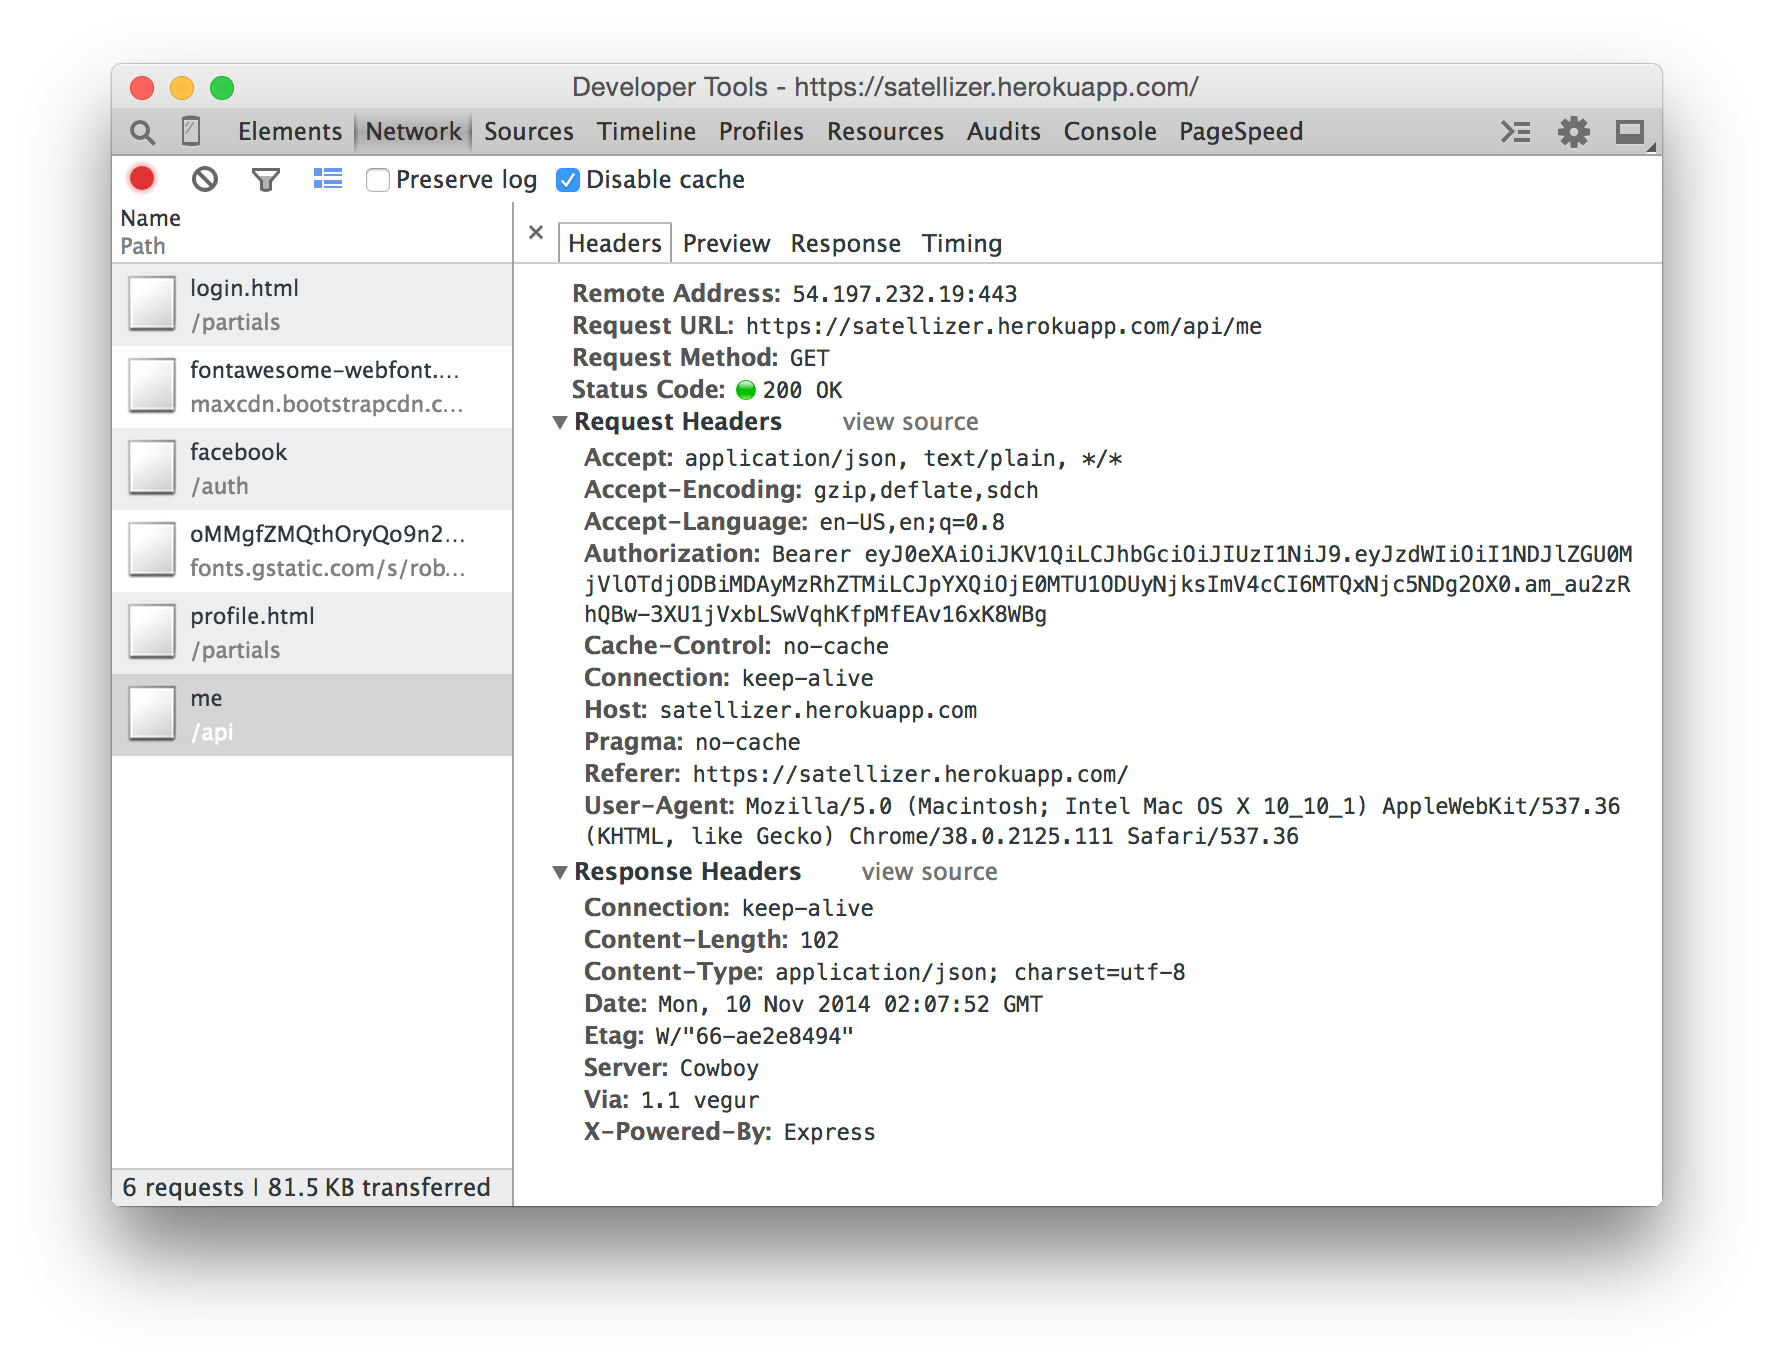 Developer Tools - https://satellizer.herokuapp.com/
Elements Network Sources Timeline Profiles Resources Audits Console PageSpeed
Preserve log Disable cache
Name
Path
login.html
/partials
fontawesome-webfont.…
maxcdn.bootstrapcdn.c…
facebook
/auth
oMMgfZMQthOryQo9n2…
fonts.gstatic.com/s/rob…
profile.html
/partials
me
/api
6 requests | 81.5 KB transferred
× Headers Preview Response Timing
Remote Address: 54.197.232.19:443
Request URL: https://satellizer.herokuapp.com/api/me
Request Method: GET
Status Code: 200 OK
Request Headers view source
Accept: application/json, text/plain, */*
Accept-Encoding: gzip,deflate,sdch
Accept-Language: en-US,en;q=0.8
Authorization: Bearer eyJ0eXAiOiJKV1QiLCJhbGciOiJIUzI1NiJ9.eyJzdWIiOiI1NDJlZGU0M
jVlOTdjODBiMDAyMzRhZTMiLCJpYXQiOjE0MTU1ODUyNjksImV4cCI6MTQxNjc5NDg2OX0.am_au2zR
hQBw-3XU1jVxbLSwVqhKfpMfEAv16xK8WBg
Cache-Control: no-cache
Connection: keep-alive
Host: satellizer.herokuapp.com
Pragma: no-cache
Referer: https://satellizer.herokuapp.com/
User-Agent: Mozilla/5.0 (Macintosh; Intel Mac OS X 10_10_1) AppleWebKit/537.36
(KHTML, like Gecko) Chrome/38.0.2125.111 Safari/537.36
Response Headers view source
Connection: keep-alive
Content-Length: 102
Content-Type: application/json; charset=utf-8
Date: Mon, 10 Nov 2014 02:07:52 GMT
Etag: W/"66-ae2e8494"
Server: Cowboy
Via: 1.1 vegur
X-Powered-By: Express